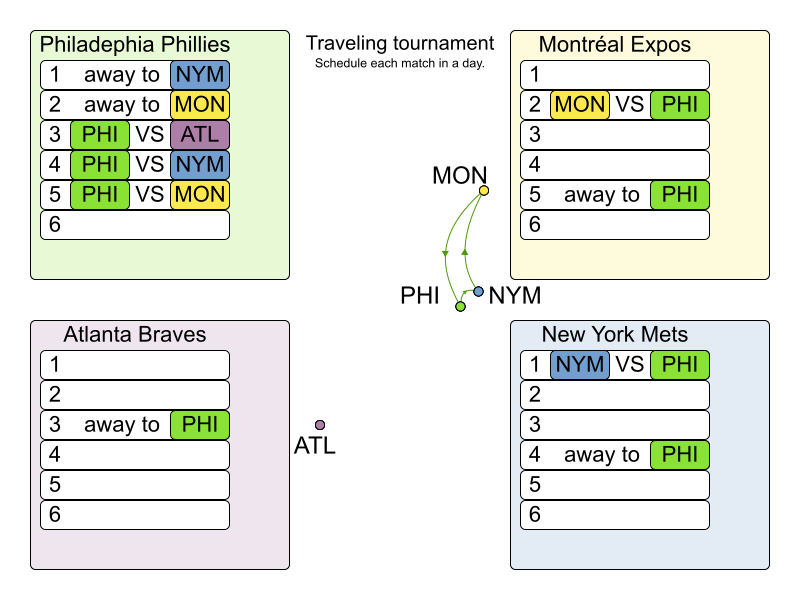 Philadephia Phillies
1 away to NYM
2 away to MON
3 PHI VS ATL
4 PHI VS NYM
5 PHI VS MON
6
Traveling tournament
Schedule each match in a day.
Montréal Expos
1
2 MON VS PHI
3
4
5 away to PHI
6
MON
PHI
NYM
Atlanta Braves
1
2
3 away to PHI
4
5
6
ATL
New York Mets
1 NYM VS PHI
2
3
4 away to PHI
5
6